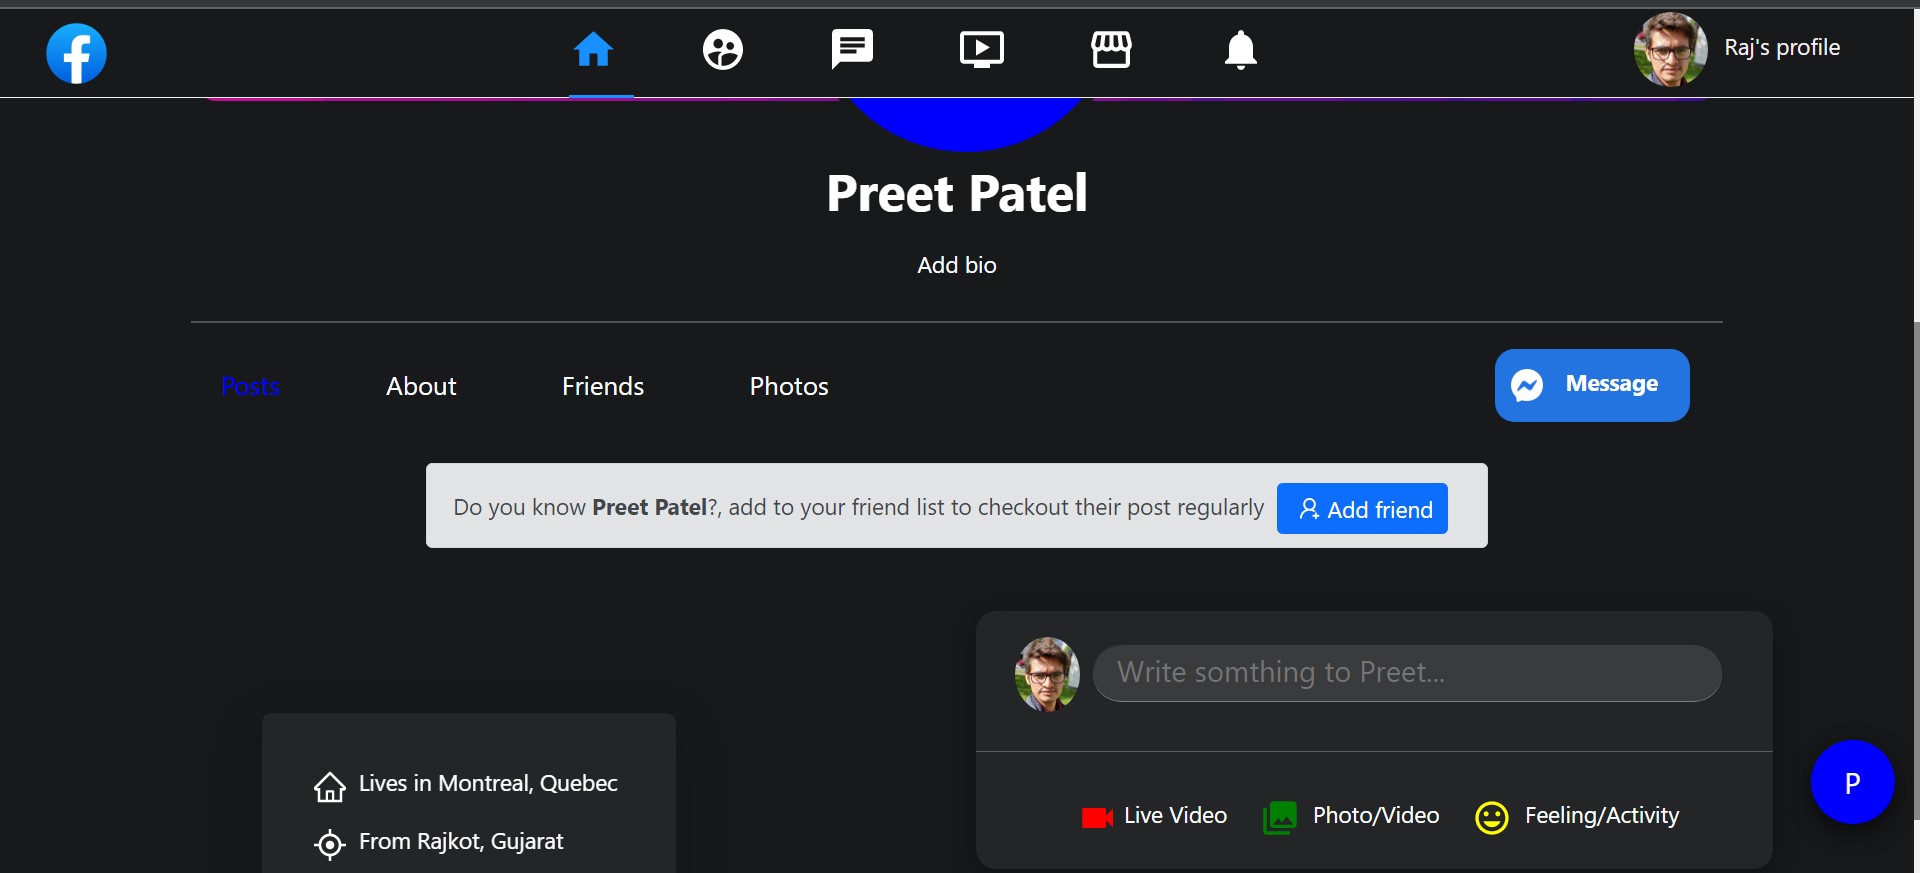 Raj's profile
Preet Patel
Add bio
Posts About Friends Photos Message
Do you know Preet Patel?, add to your friend list to checkout their post regularly Add friend
Write somthing to Preet...
Lives in Montreal, Quebec
P
Live Video Photo/Video Feeling/Activity
From Rajkot, Gujarat